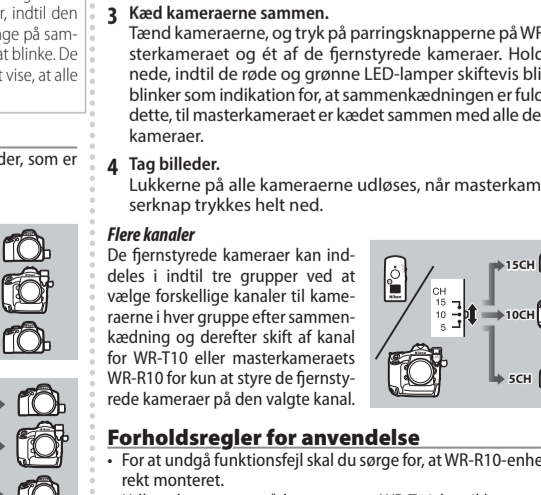 r, indtil den
ge på sam-
at blinke. De
t vise, at alle
der, som er
3 Kæd kameraerne sammen.
Tænd kameraerne, og tryk på parringsknapperne på WR
sterkameraet og ét af de fjernstyrede kameraer. Hold
nede, indtil de røde og grønne LED-lamper skiftevis bli
blinker som indikation for, at sammenkædningen er fuld
dette, til masterkameraet er kædet sammen med alle de
kameraer.
4 Tag billeder.
Lukkerne på alle kameraerne udløses, når masterkam
serknap trykkes helt ned.
Flere kanaler
De fjernstyrede kameraer kan ind-
deles i indtil tre grupper ved at
vælge forskellige kanaler til kame-
raerne i hver gruppe efter sammen-
kædning og derefter skift af kanal
for WR-T10 eller masterkameraets
WR-R10 for kun at styre de fjernsty-
rede kameraer på den valgte kanal.
Nikon
CH
15
10
5
15CH
10CH
5CH
Forholdsregler for anvendelse
• For at undgå funktionsfejl skal du sørge for, at WR-R10-enhe
rekt monteret.